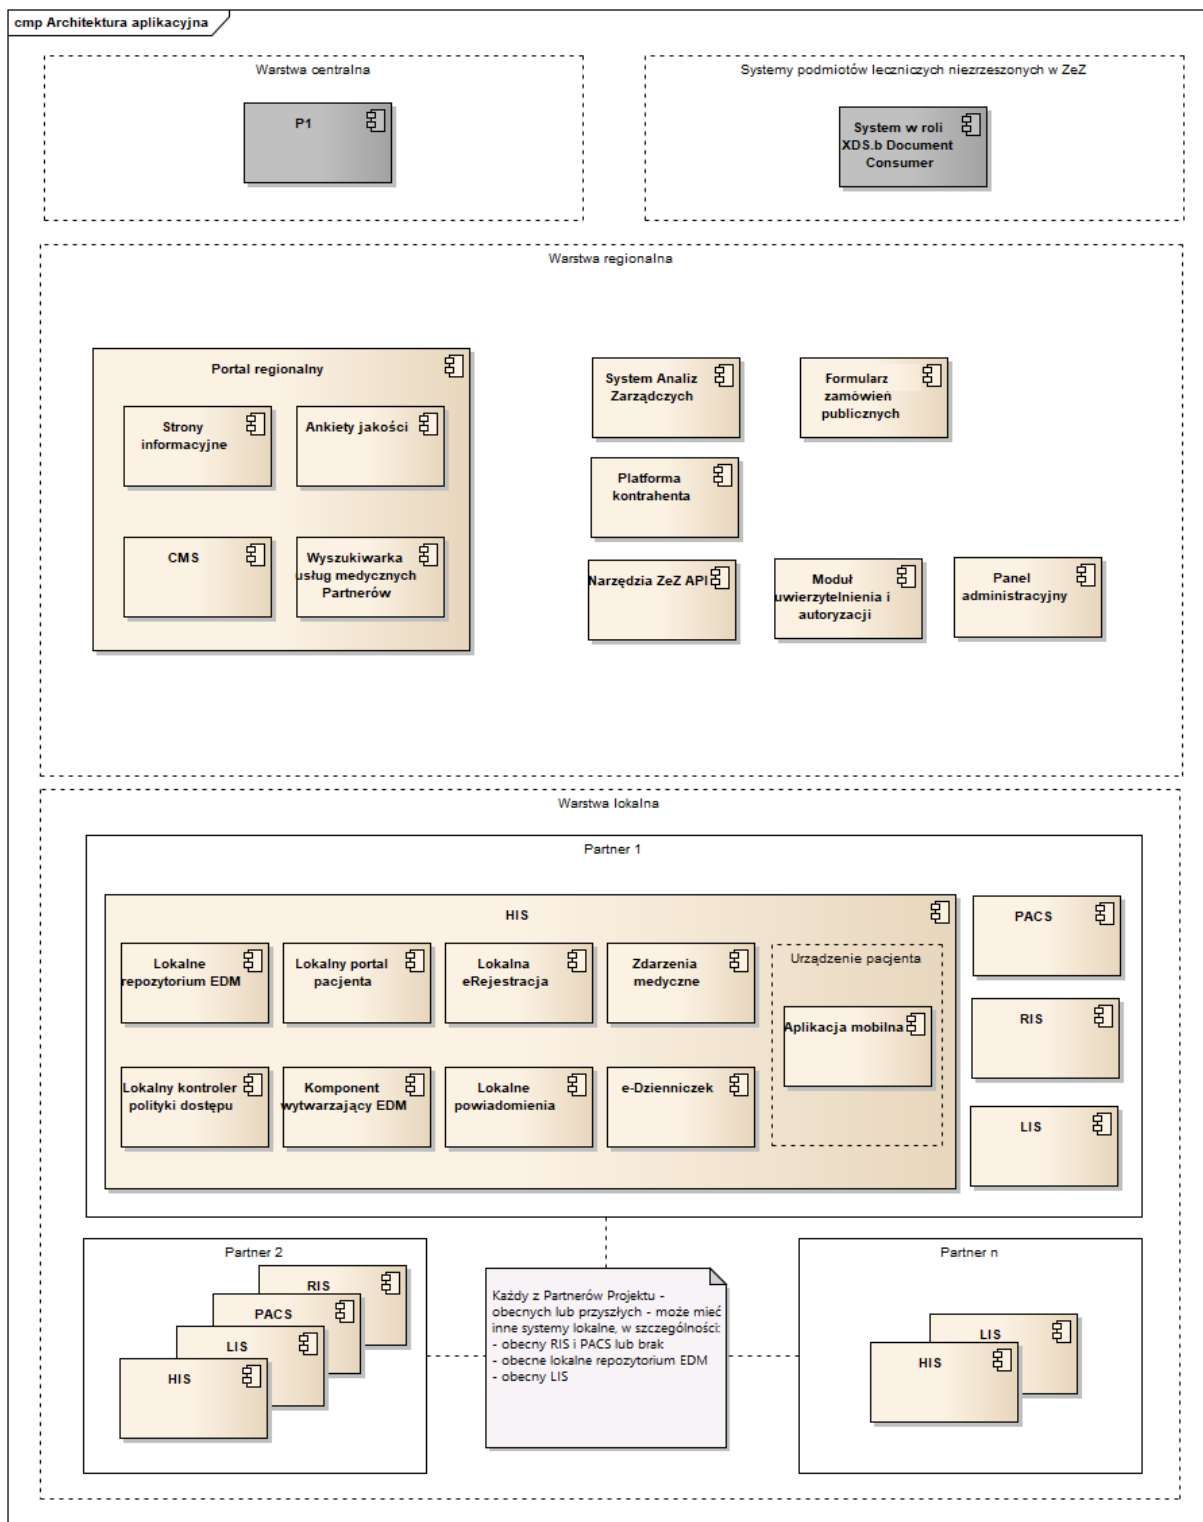 cmp Architektura aplikacyjna
Warstwa centralna
P1
Systemy podmiotów leczniczych niezrzeszonych w ZeZ
System w roli
XDS.b Document
Consumer
Warstwa regionalna
Portal regionalny
Strony
informacyjne
Ankiety jakości
CMS
Wyszukiwarka
usług medycznych
Partnerów
System Analiz
Zarządczych
Formularz
zamówień
publicznych
Platforma
kontrahenta
Narzędzia ZeZ API
Moduł
uwierzytelnienia i
autoryzacji
Panel
administracyjny
Warstwa lokalna
Partner 1
HIS
Lokalne
repozytorium EDM
Lokalny portal
pacjenta
Lokalna
eRejestracja
Zdarzenia
medyczne
Urządzenie pacjenta
Aplikacja mobilna
Lokalny kontroler
polityki dostępu
Komponent
wytwarzający EDM
Lokalne
powiadomienia
e-Dzienniczek
PACS
RIS
LIS
Partner 2
RIS
PACS
LIS
HIS
Każdy z Partnerów Projektu -
obecnych lub przyszłych - może mieć
inne systemy lokalne, w szczególności:
- obecny RIS i PACS lub brak
- obecne lokalne repozytorium EDM
- obecny LIS
Partner n
LIS
HIS